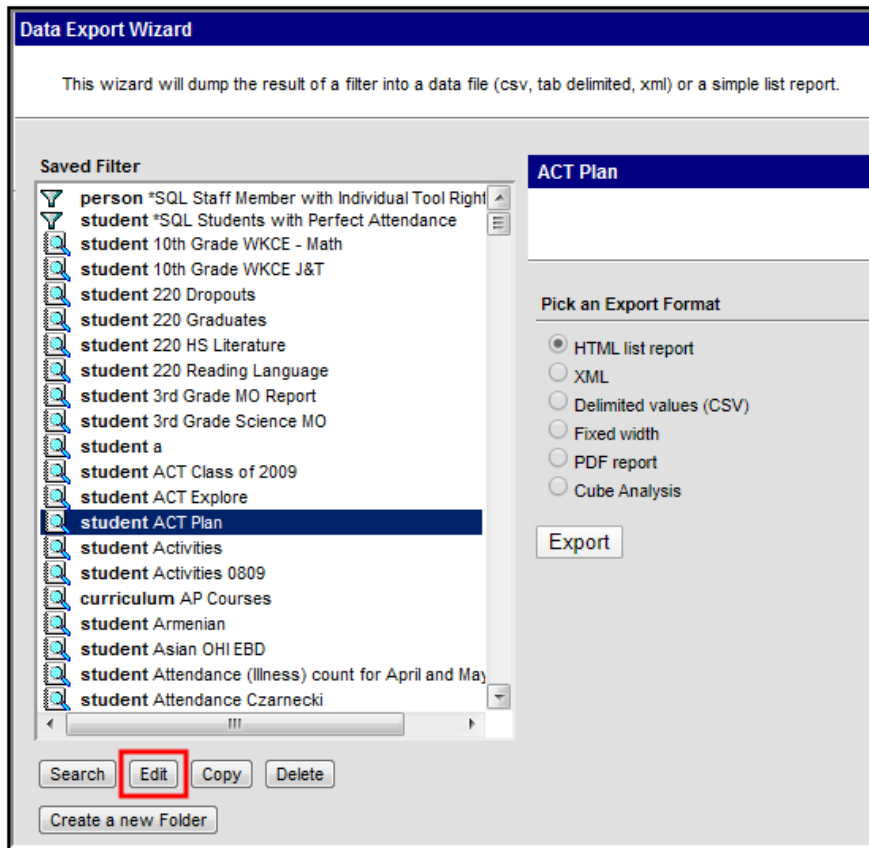 Data Export Wizard
This wizard will dump the result of a filter into a data file (csv, tab delimited, xml) or a simple list report.
Saved Filter
person *SQL Staff Member with Individual Tool Right
student *SQL Students with Perfect Attendance
student 10th Grade WKCE - Math
student 10th Grade WKCE J&T
student 220 Dropouts
student 220 Graduates
student 220 HS Literature
student 220 Reading Language
student 3rd Grade MO Report
student 3rd Grade Science MO
student a
student ACT Class of 2009
student ACT Explore
student ACT Plan
student Activities
student Activities 0809
curriculum AP Courses
student Armenian
student Asian OHI EBD
student Attendance (Illness) count for April and May
student Attendance Czarnecki
Search Edit Copy Delete
Create a new Folder
ACT Plan
Pick an Export Format
HTML list report
XML
Delimited values (CSV)
Fixed width
PDF report
Cube Analysis
Export